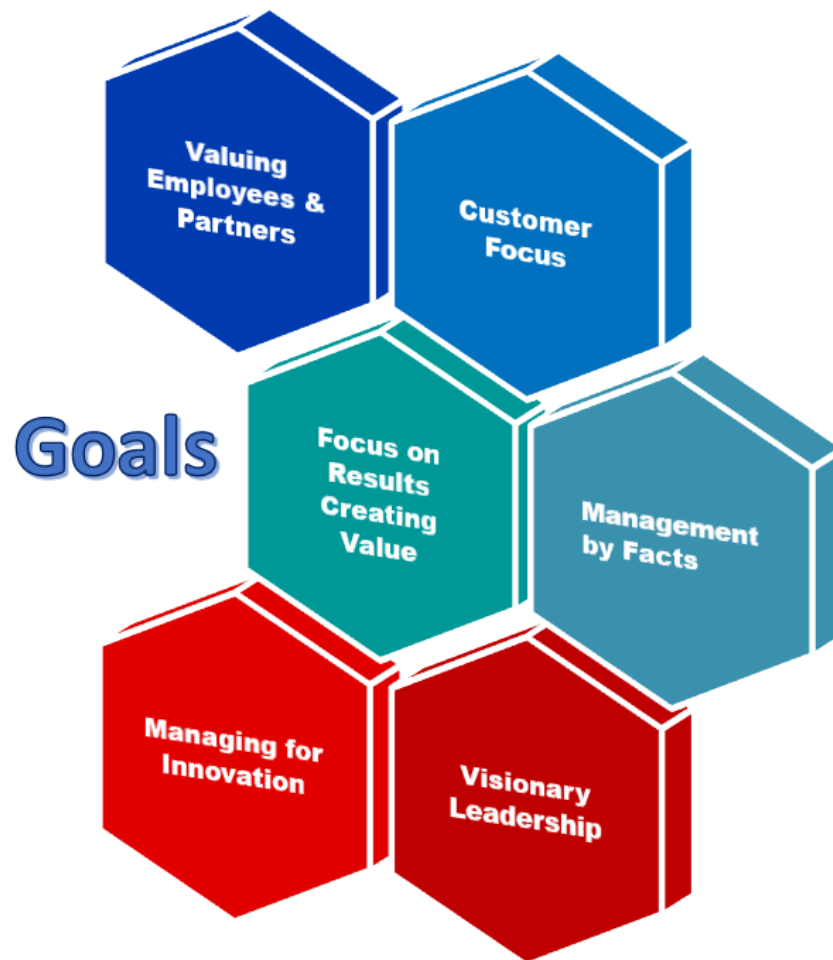 Valuing
Employees &
Partners
Customer
Focus
Goals
Focus on
Results
Creating
Value
Management
by Facts
Managing for
Innovation
Visionary
Leadership